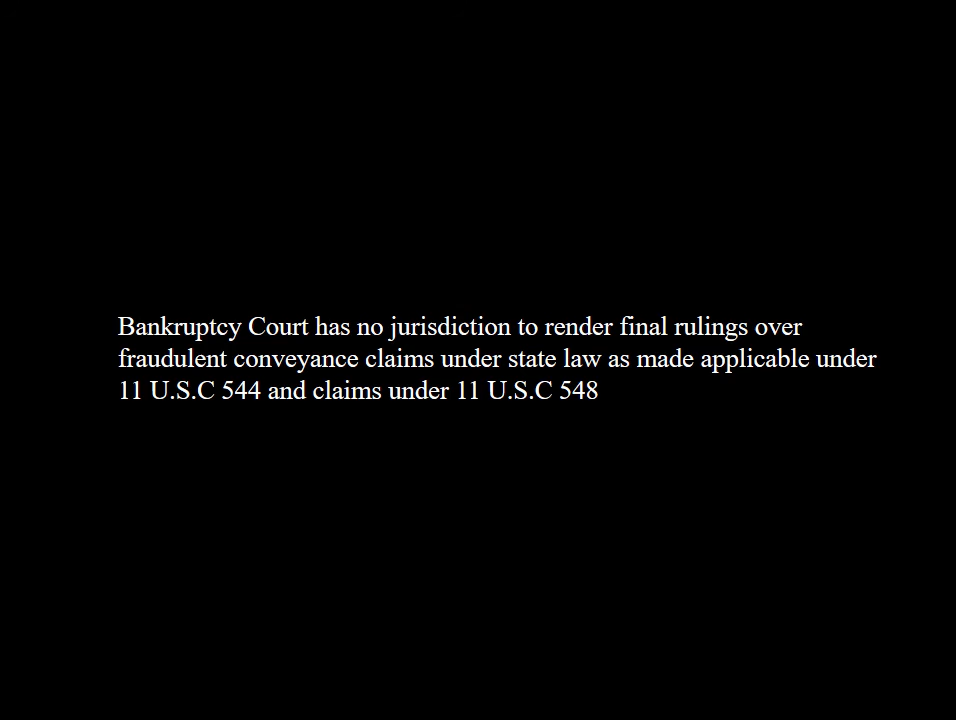 Bankruptcy Court has no jurisdiction to render final rulings over
fraudulent conveyance claims under state law as made applicable under
11 U.S.C 544 and claims under 11 U.S.C 548